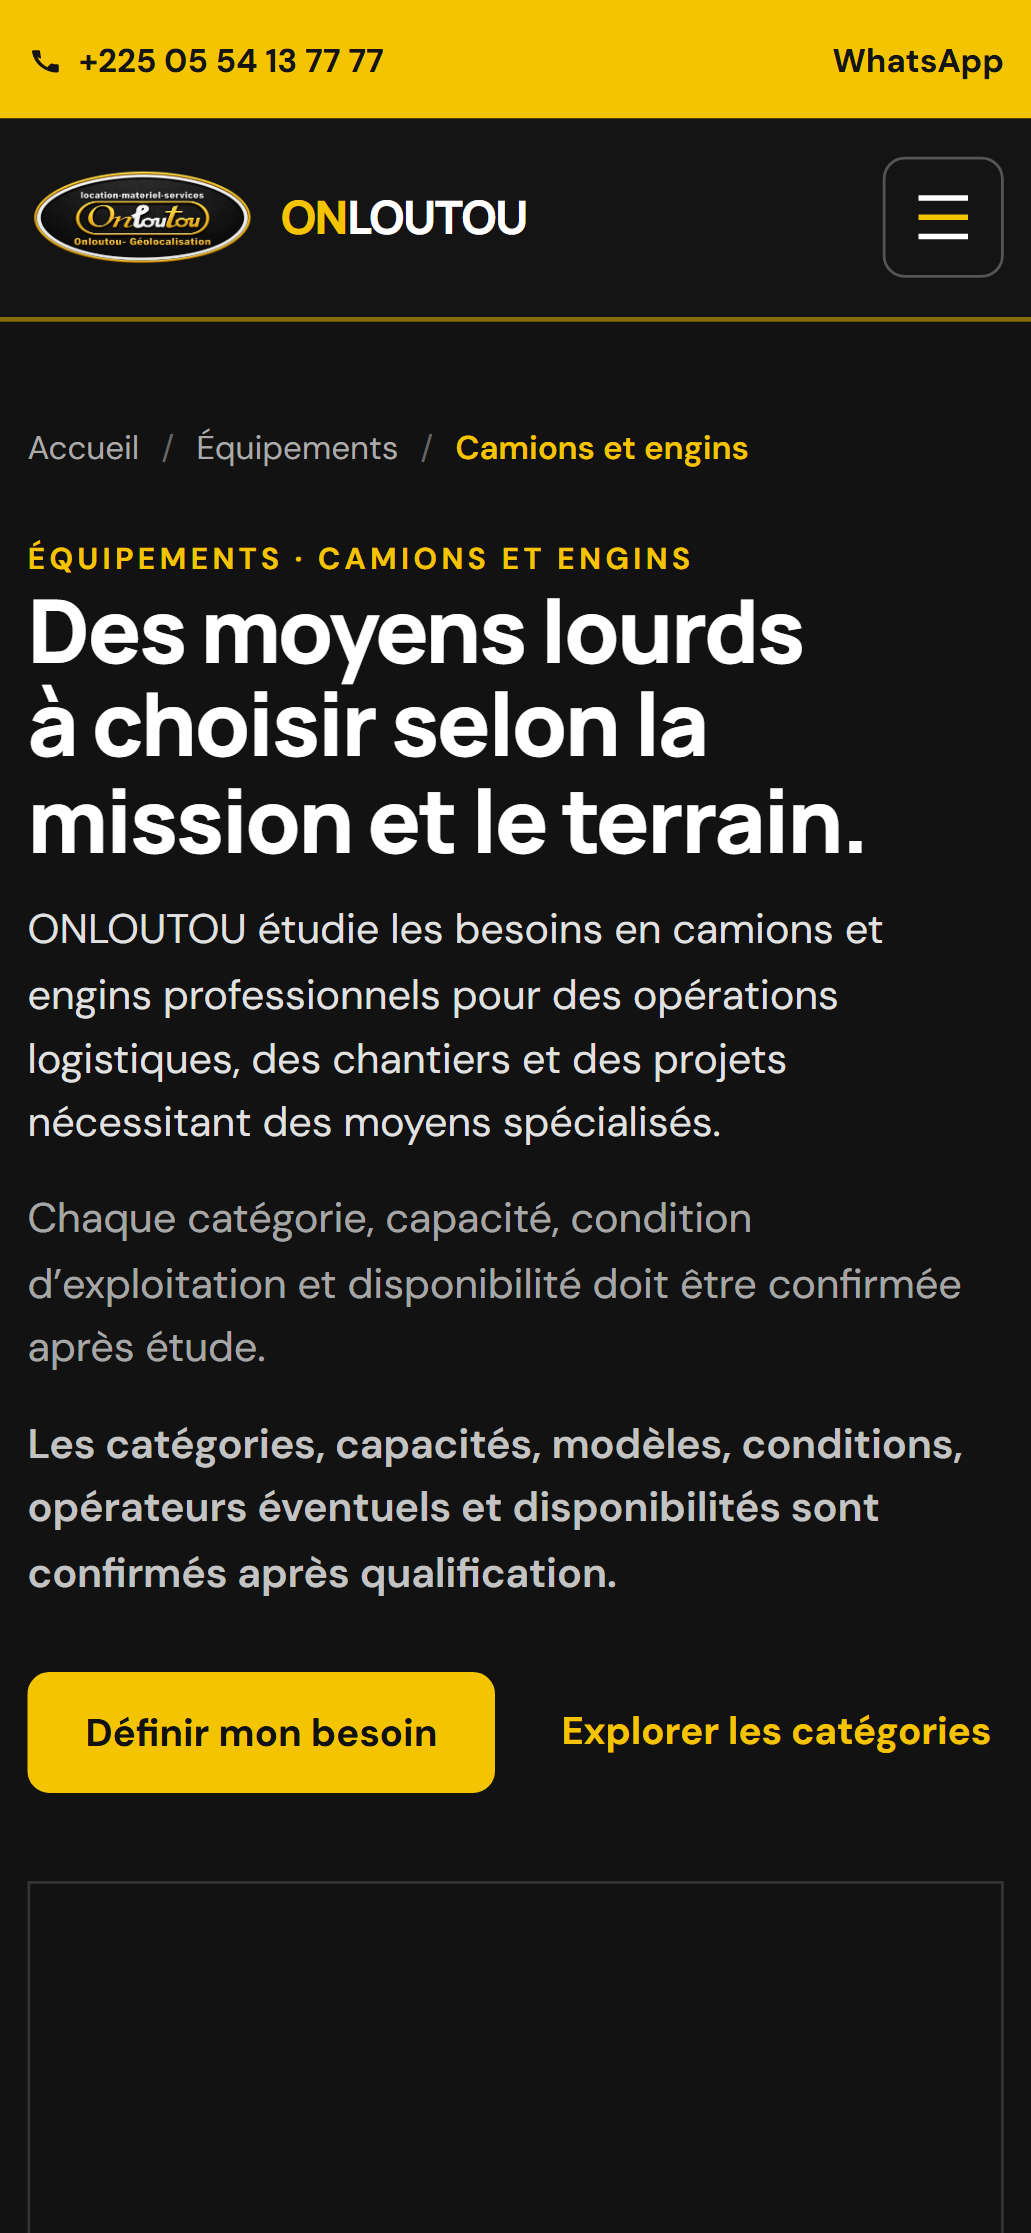 +225 05 54 13 77 77
WhatsApp
location-materiel-services
Onloutou
Onloutou- Géolocalisation
ONLOUTOU
Accueil / Équipements / Camions et engins
ÉQUIPEMENTS · CAMIONS ET ENGINS
Des moyens lourds
à choisir selon la
mission et le terrain.
ONLOUTOU étudie les besoins en camions et
engins professionnels pour des opérations
logistiques, des chantiers et des projets
nécessitant des moyens spécialisés.
Chaque catégorie, capacité, condition
d’exploitation et disponibilité doit être confirmée
après étude.
Les catégories, capacités, modèles, conditions,
opérateurs éventuels et disponibilités sont
confirmés après qualification.
Définir mon besoin
Explorer les catégories